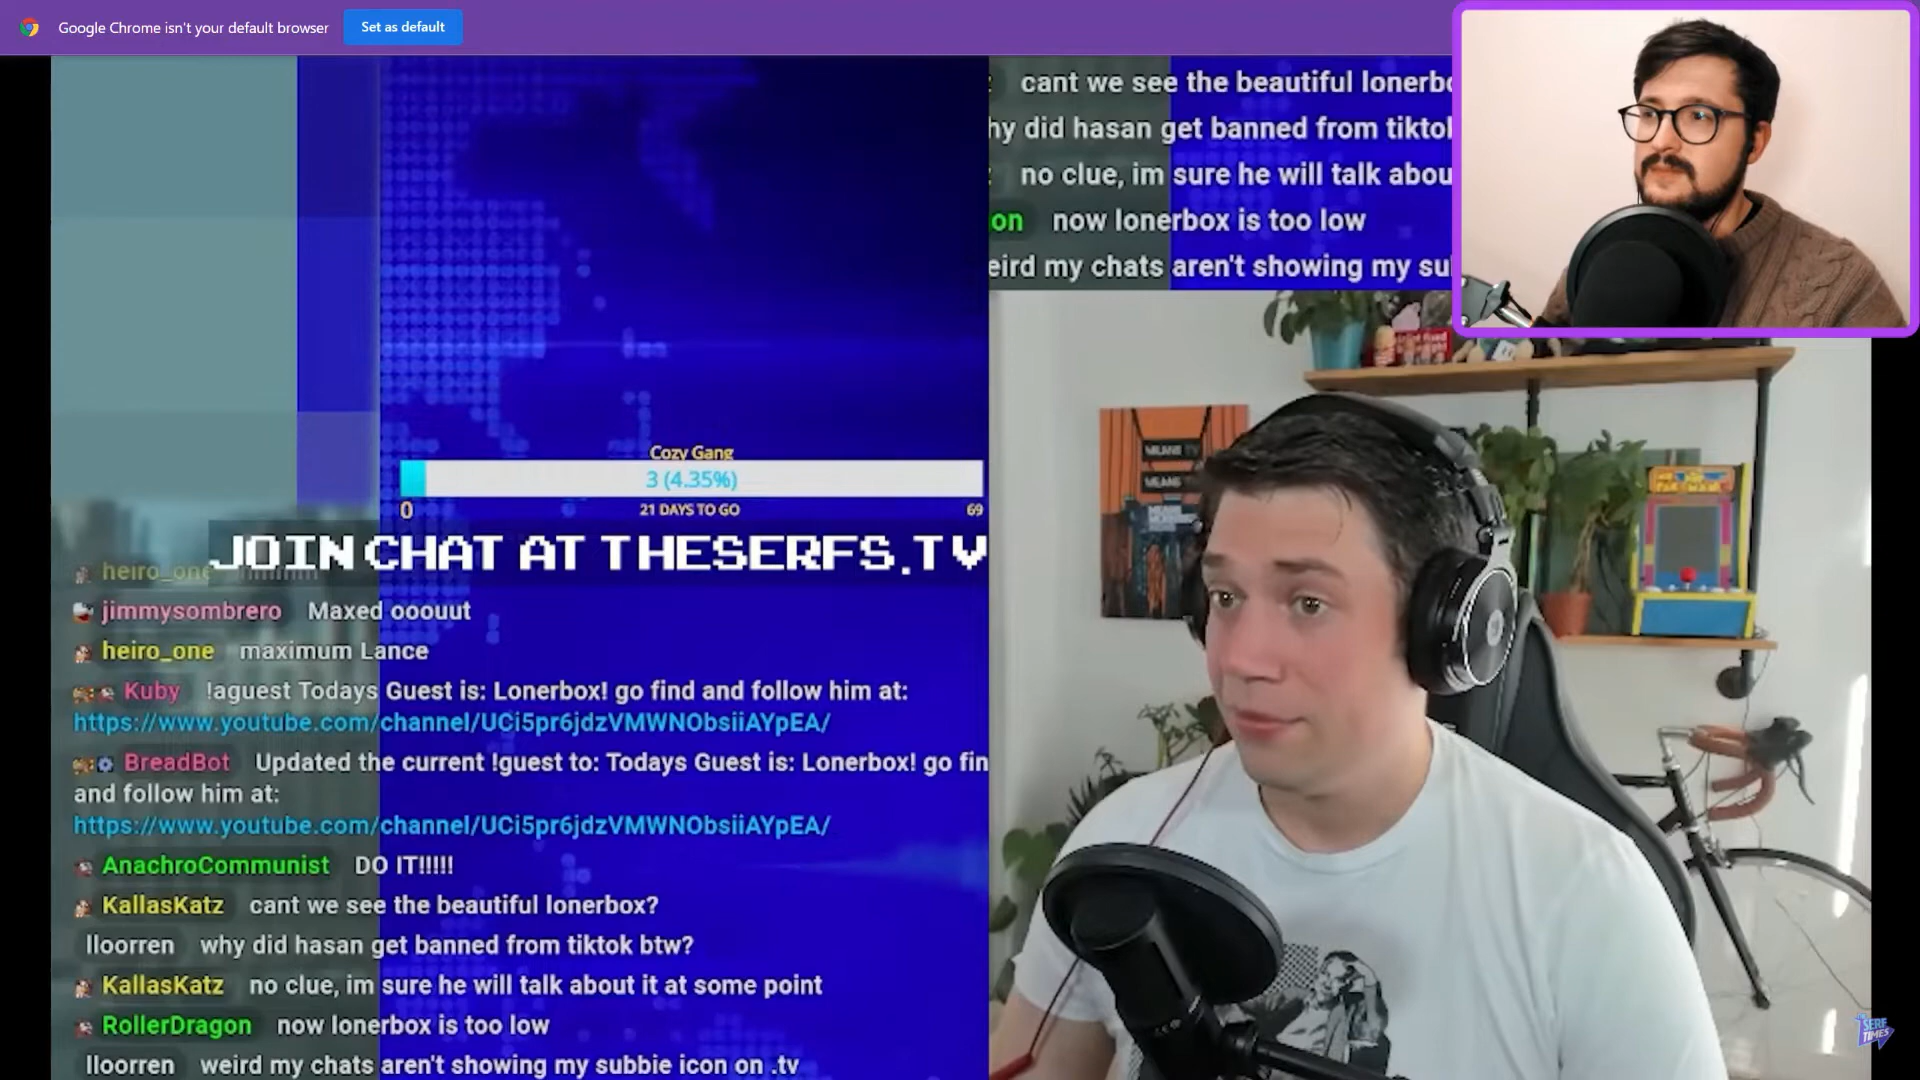 Google Chrome isn't your default browser
Set as default
cant we see the beautiful
hy did hasan get banned from
no clue, im sure he will talk
on now lonerbox is too low
eird my chats aren't showing my
Cozy Gang
3 (4.35%)
0 21 DAYS TO GO 69
JOIN CHAT AT THESERFS.TV
heiro_one
jimmysombrero Maxed ooouut
heiro_one maximum Lance
Kuby !aguest Todays Guest is: Lonerbox! go find and follow him at:
https://www.youtube.com/channel/UCi5pr6jdzVMWNObsiiAYpEA/
BreadBot Updated the current !guest to: Todays Guest is: Lonerbox! go fin
and follow him at:
https://www.youtube.com/channel/UCi5pr6jdzVMWNObsiiAYpEA/
AnachroCommunist DO IT!!!!!
KallasKatz cant we see the beautiful lonerbox?
lloorren why did hasan get banned from tiktok btw?
KallasKatz no clue, im sure he will talk about it at some point
RollerDragon now lonerbox is too low
lloorren weird my chats aren't showing my subbie icon on .tv
MEANS TV
MEANS
SERF
TIMES